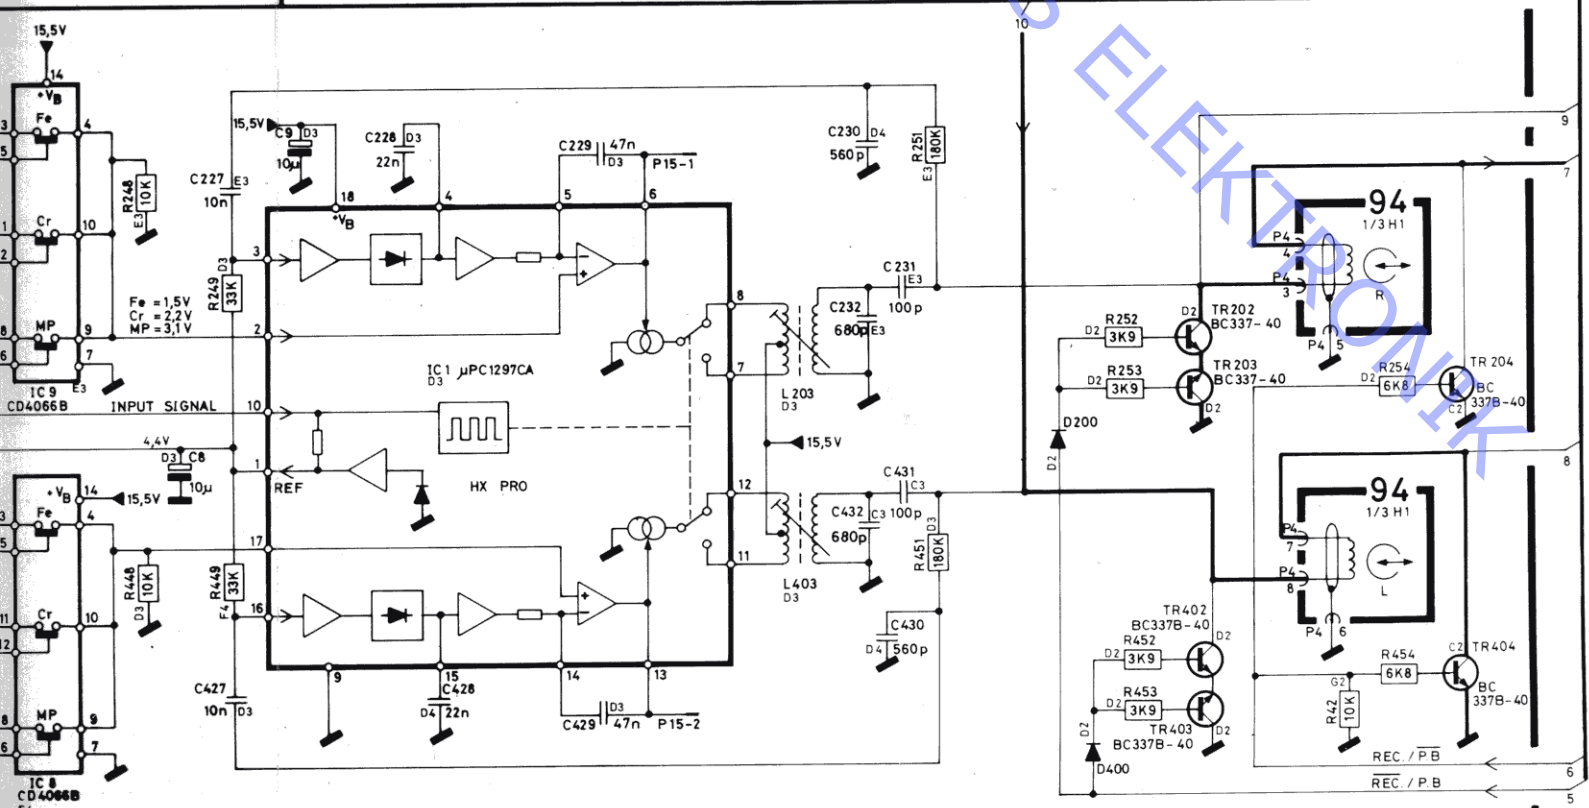 15,5V
14
+VB
Fe
3
4
5
R248
10K
E3
Cr
1
10
2
Fe = 1,5V
Cr = 2,2V
MP = 3,1V
MP
8
9
6
7
IC 9
E3
CD4066B
INPUT SIGNAL
4,4V
D3
C8
10µ
+VB
14
15,5V
Fe
3
4
5
R448
10K
D3
Cr
11
10
12
MP
8
9
6
7
IC 8
CD4066B
15,5V
C9
D3
10µ
C228
D3
22n
C229
47n
D3
P15-1
C227
E3
10n
R249
33K
D3
18
+VB
4
5
6
3
2
10
1
REF
17
16
IC1 µPC1297CA
D3
HX PRO
8
7
12
11
9
15
14
13
R449
33K
F4
C427
10n
D3
C428
D4
22n
C429
D3
47n
P15-2
C230
D4
560p
R251
180K
E3
C231
E3
100p
C232
680p
E3
L203
D3
15,5V
C431
C3
100p
C432
C3
680p
L403
D3
R451
180K
D3
C430
D4
560p
10
B ELEKTRONIK
9
7
94
1/3 H1
P4
4
P4
3
R
P4
5
D2
TR202
BC337-40
R252
D2
3K9
R253
D2
3K9
TR203
BC337-40
D2
D200
D2
R254
D2
6K8
TR204
BC
337B-40
C2
8
94
1/3 H1
P4
7
P4
8
L
P4
6
TR402
BC337B-40
D2
R452
D2
3K9
R453
D2
3K9
TR403
BC337B-40
D2
D2
D400
G2
R42
10K
R454
6K8
C2
TR404
BC
337B-40
REC./P.B
6
REC./P.B
5